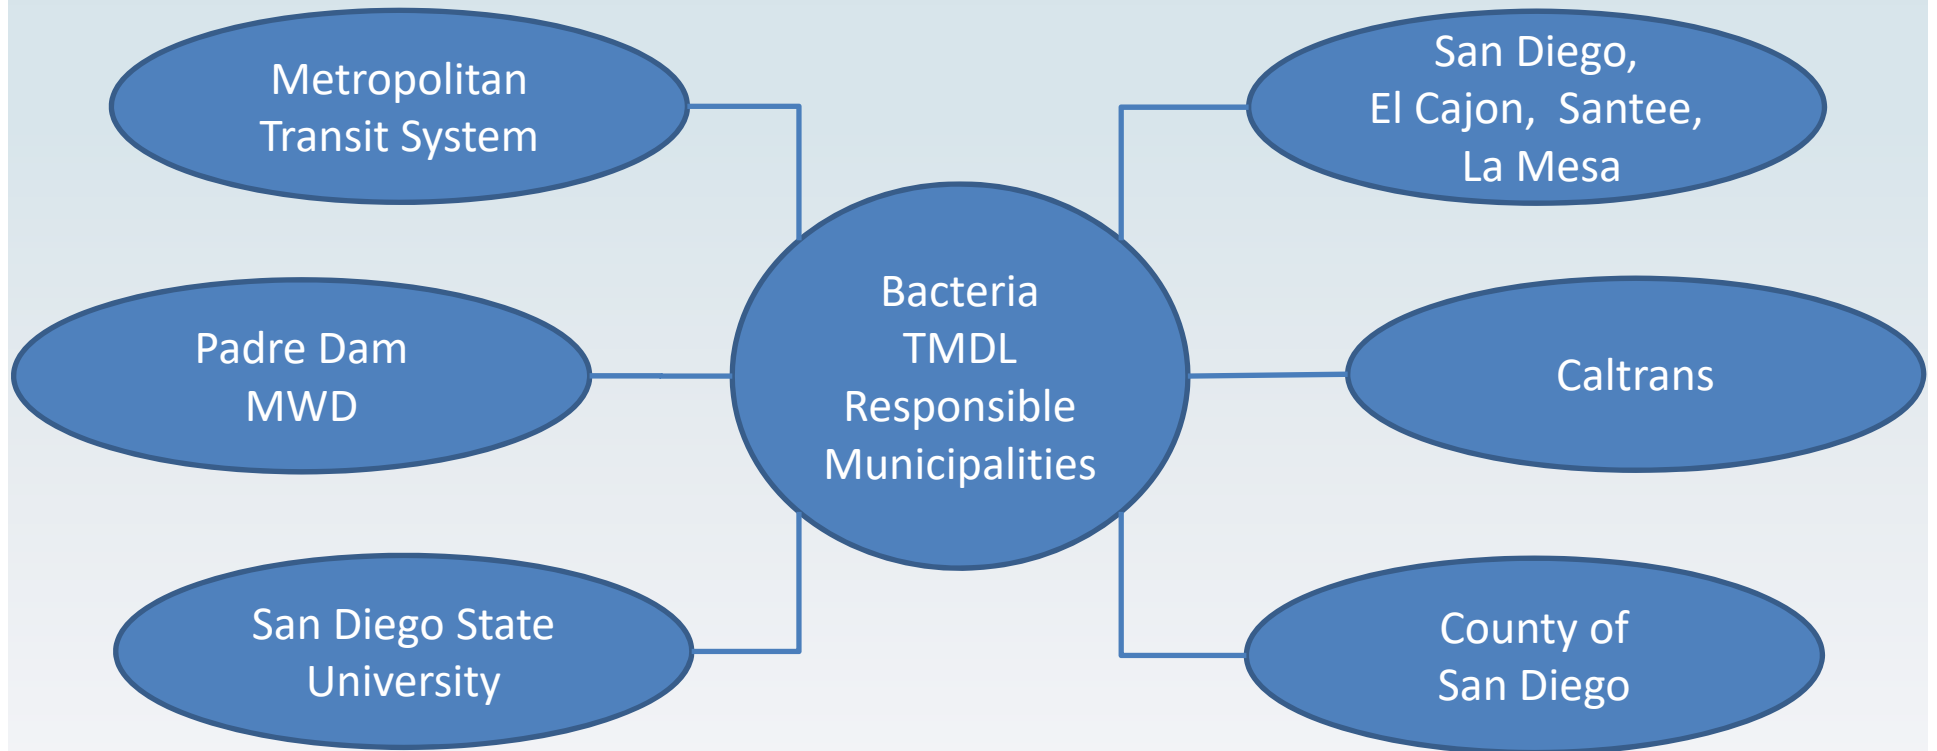 Metropolitan
Transit System
San Diego,
El Cajon,  Santee,
La Mesa
Bacteria
TMDL
Responsible
Municipalities
Padre Dam
MWD
Caltrans
San Diego State
University
County of
San Diego